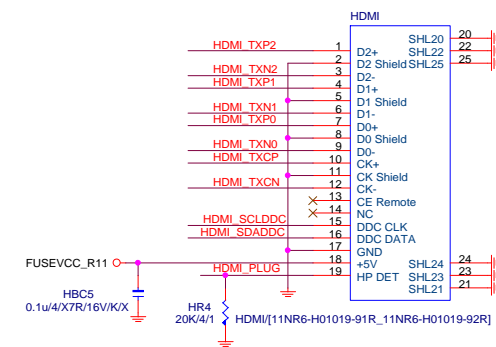 HDMI
SHL20 20
SHL22 22
SHL25 25
HDMI_TXP2 1 D2+
2 D2 Shield
HDMI_TXN2 3 D2-
HDMI_TXP1 4 D1+
5 D1 Shield
HDMI_TXN1 6 D1-
HDMI_TXP0 7 D0+
8 D0 Shield
HDMI_TXN0 9 D0-
HDMI_TXCP 10 CK+
11 CK Shield
HDMI_TXCN 12 CK-
13 CE Remote
14 NC
HDMI_SCLDDC 15 DDC CLK
HDMI_SDADDC 16 DDC DATA
17 GND
FUSEVCC_R11 18 +5V SHL24 24
HDMI_PLUG 19 HP DET SHL23 23
SHL21 21
HBC5
0.1u/4/X7R/16V/K/X
HR4
20K/4/1
HDMI/[11NR6-H01019-91R_11NR6-H01019-92R]